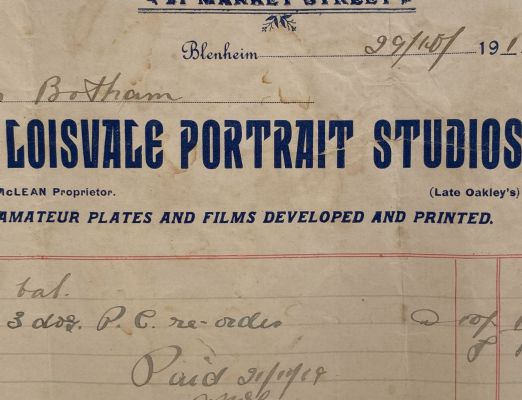 MARKET STREET
Blenheim 29/10/ 191
Botham
LOISVALE PORTRAIT STUDIOS
McLEAN Proprietor. (Late Oakley's)
AMATEUR PLATES AND FILMS DEVELOPED AND PRINTED.
bal.
3 doz. P. C. re-order @ 10/
Paid